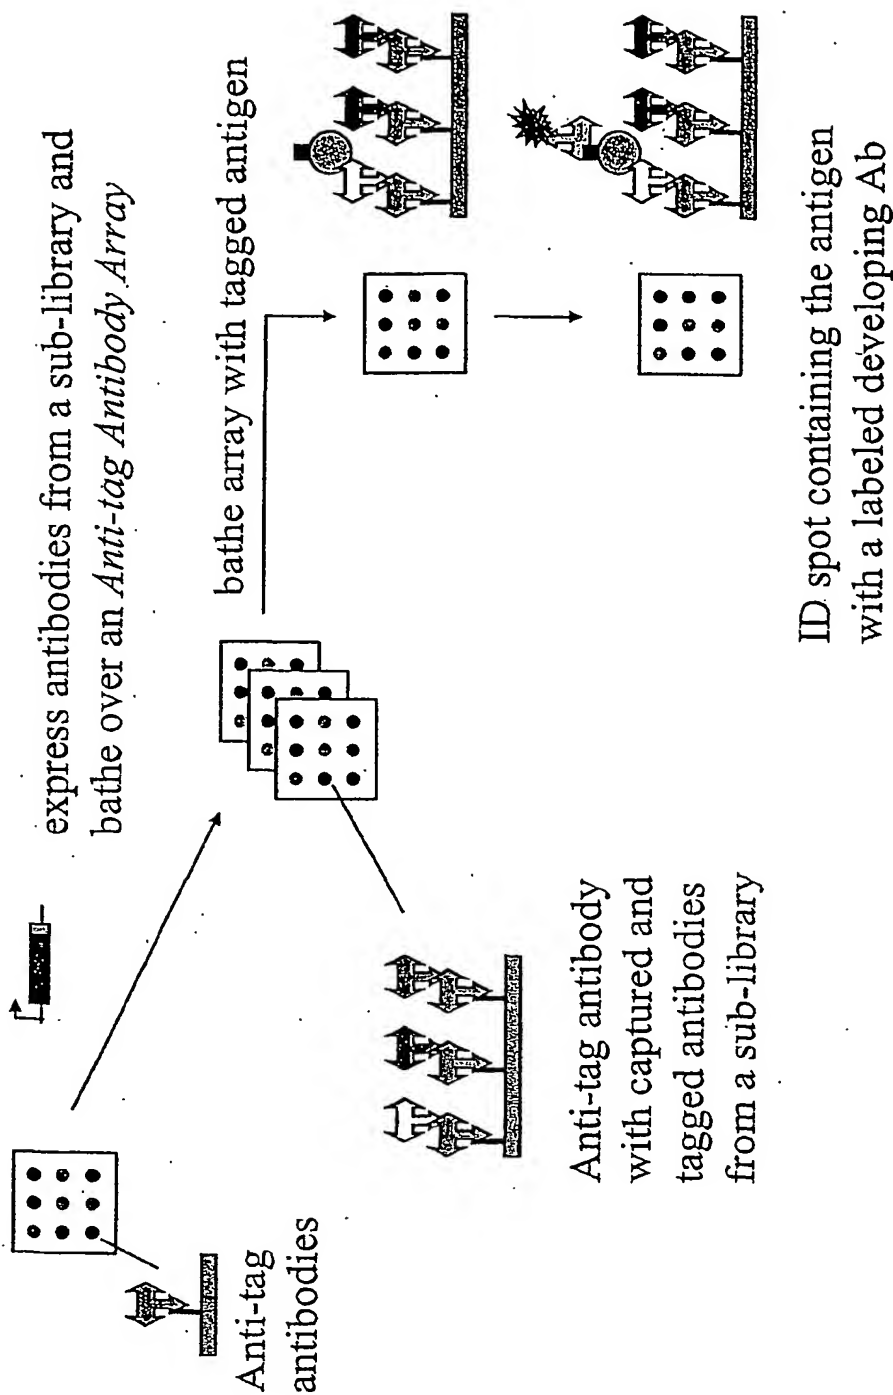 express antibodies from a sub-library and
bathe over an Anti-tag Antibody Array
Anti-tag
antibodies
bathe array with tagged antigen
Anti-tag antibody
with captured and
tagged antibodies
from a sub-library
ID spot containing the antigen
with a labeled developing Ab